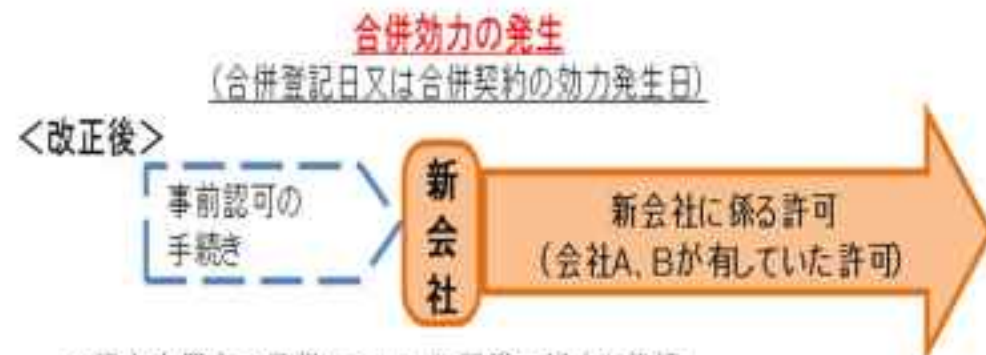 合併効力の発生
(合併登記日又は合併契約の効力発生日)
＜改正後＞
事前認可の
手続き
新会社
新会社に係る許可
(会社A、Bが有していた許可)